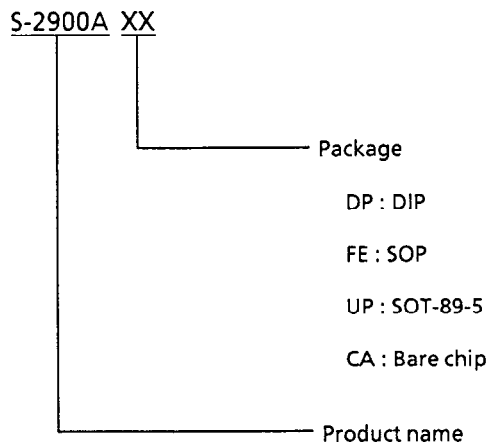 S-2900A XX
Package
DP : DIP
FE : SOP
UP : SOT-89-5
CA : Bare chip
Product name